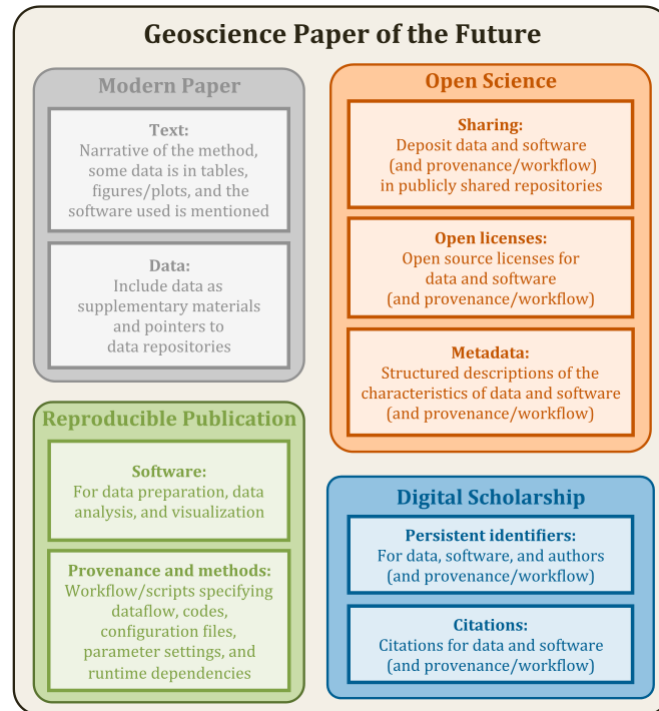 Geoscience Paper of the Future
Modern Paper
Text:
Narrative of the method,
some data is in tables,
figures/plots, and the
software used is mentioned
Data:
Include data as
supplementary materials
and pointers to
data repositories
Reproducible Publication
Software:
For data preparation, data
analysis, and visualization
Provenance and methods:
Workflow/scripts specifying
dataflow, codes,
configuration files,
parameter settings, and
runtime dependencies
Open Science
Sharing:
Deposit data and software
(and provenance/workflow)
in publicly shared repositories
Open licenses:
Open source licenses for
data and software
(and provenance/workflow)
Metadata:
Structured descriptions of the
characteristics of data and software
(and provenance/workflow)
Digital Scholarship
Persistent identifiers:
For data, software, and authors
(and provenance/workflow)
Citations:
Citations for data and software
(and provenance/workflow)